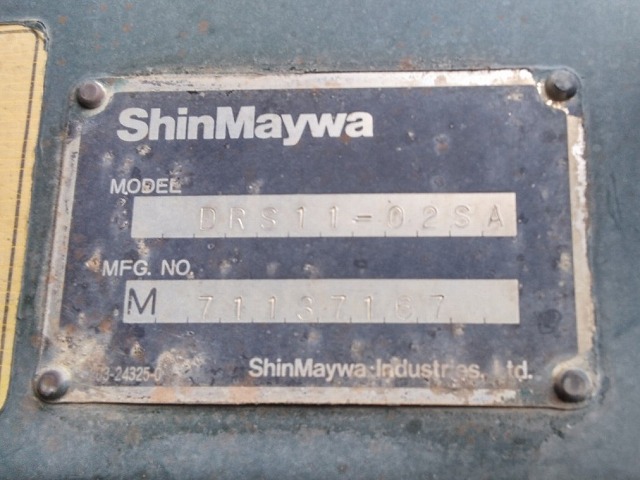 ShinMaywa
MODEL
DRS11-02SA
MFG. NO.
M 71137167
ShinMaywa Industries, Ltd.